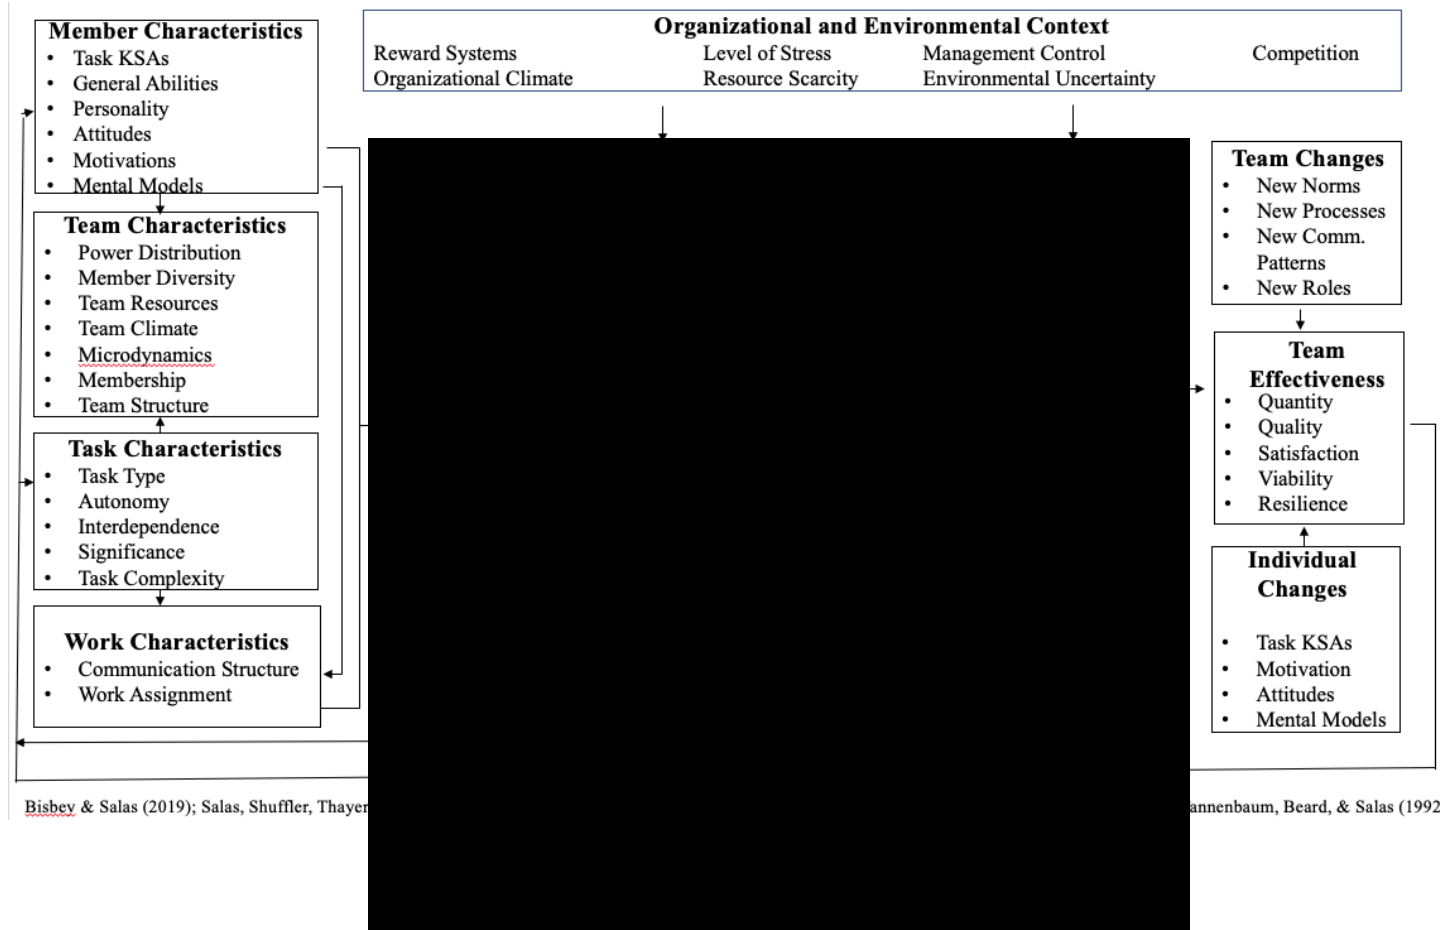 Member Characteristics
• Task KSAs
• General Abilities
• Personality
• Attitudes
• Motivations
• Mental Models
Organizational and Environmental Context
Reward Systems Level of Stress Management Control Competition
Organizational Climate Resource Scarcity Environmental Uncertainty
Team Characteristics
• Power Distribution
• Member Diversity
• Team Resources
• Team Climate
• Microdynamics
• Membership
• Team Structure
Task Characteristics
• Task Type
• Autonomy
• Interdependence
• Significance
• Task Complexity
Work Characteristics
• Communication Structure
• Work Assignment
Team Changes
• New Norms
• New Processes
• New Comm.
Patterns
• New Roles
Team
Effectiveness
• Quantity
• Quality
• Satisfaction
• Viability
• Resilience
Individual
Changes
• Task KSAs
• Motivation
• Attitudes
• Mental Models
Bisbey & Salas (2019); Salas, Shuffler, Thayer annenbaum, Beard, & Salas (1992